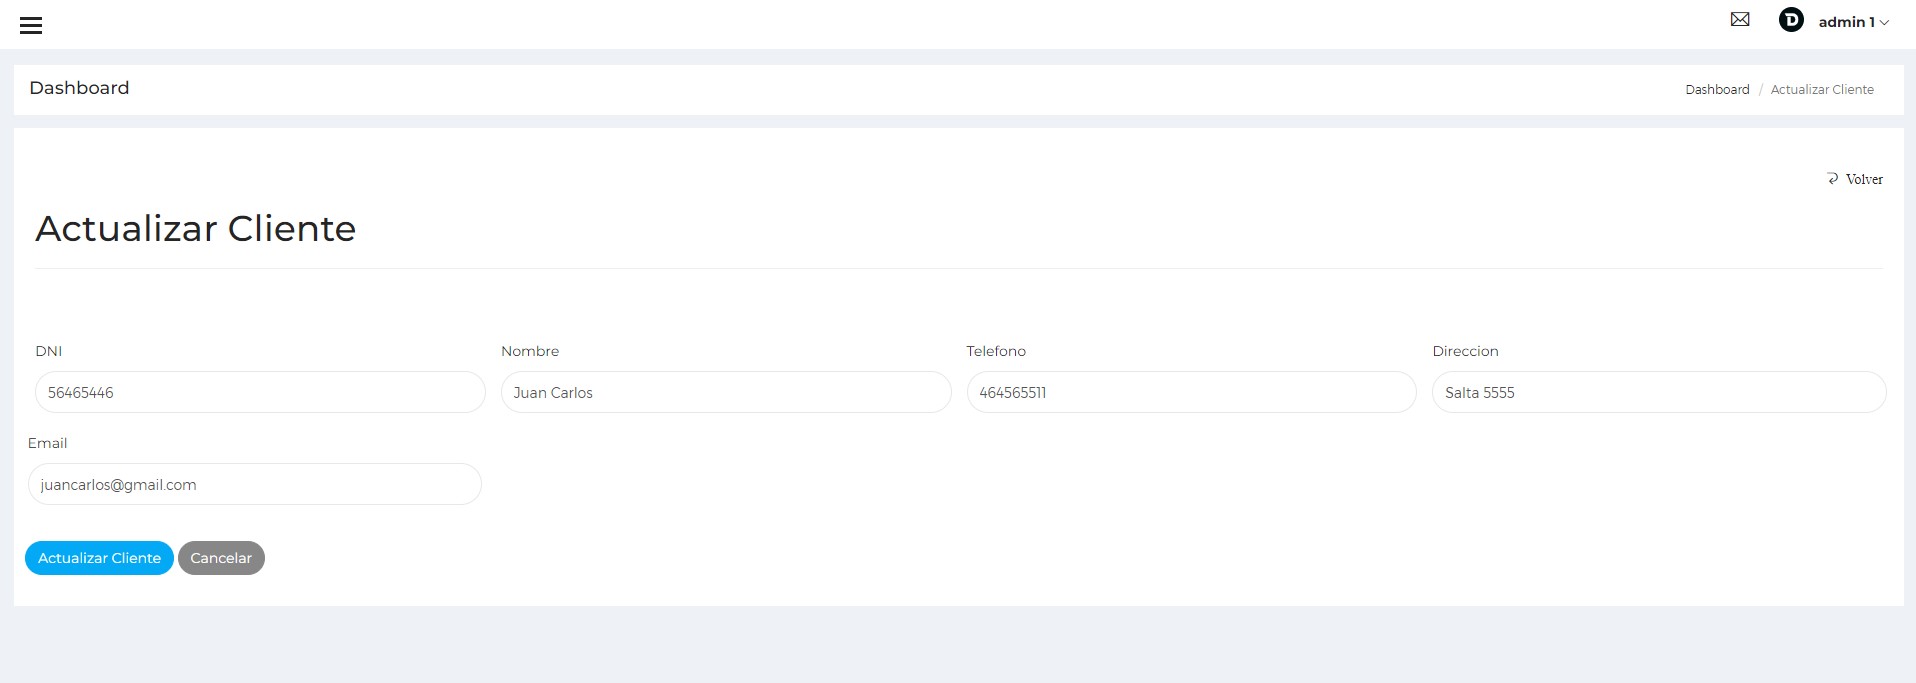 admin 1
Dashboard
Dashboard / Actualizar Cliente
Volver
Actualizar Cliente
DNI Nombre Telefono Direccion
56465446 Juan Carlos 464565511 Salta 5555
Email
juancarlos@gmail.com
Actualizar Cliente Cancelar